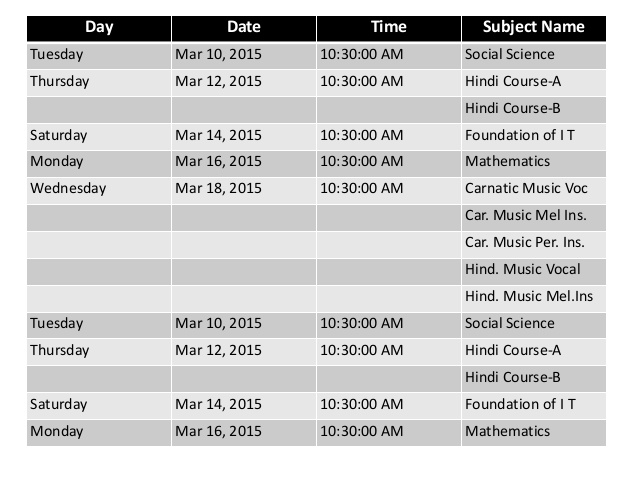 Day Date Time Subject Name
Tuesday Mar 10, 2015 10:30:00 AM Social Science
Thursday Mar 12, 2015 10:30:00 AM Hindi Course-A
Hindi Course-B
Saturday Mar 14, 2015 10:30:00 AM Foundation of I T
Monday Mar 16, 2015 10:30:00 AM Mathematics
Wednesday Mar 18, 2015 10:30:00 AM Carnatic Music Voc
Car. Music Mel Ins.
Car. Music Per. Ins.
Hind. Music Vocal
Hind. Music Mel.Ins
Tuesday Mar 10, 2015 10:30:00 AM Social Science
Thursday Mar 12, 2015 10:30:00 AM Hindi Course-A
Hindi Course-B
Saturday Mar 14, 2015 10:30:00 AM Foundation of I T
Monday Mar 16, 2015 10:30:00 AM Mathematics